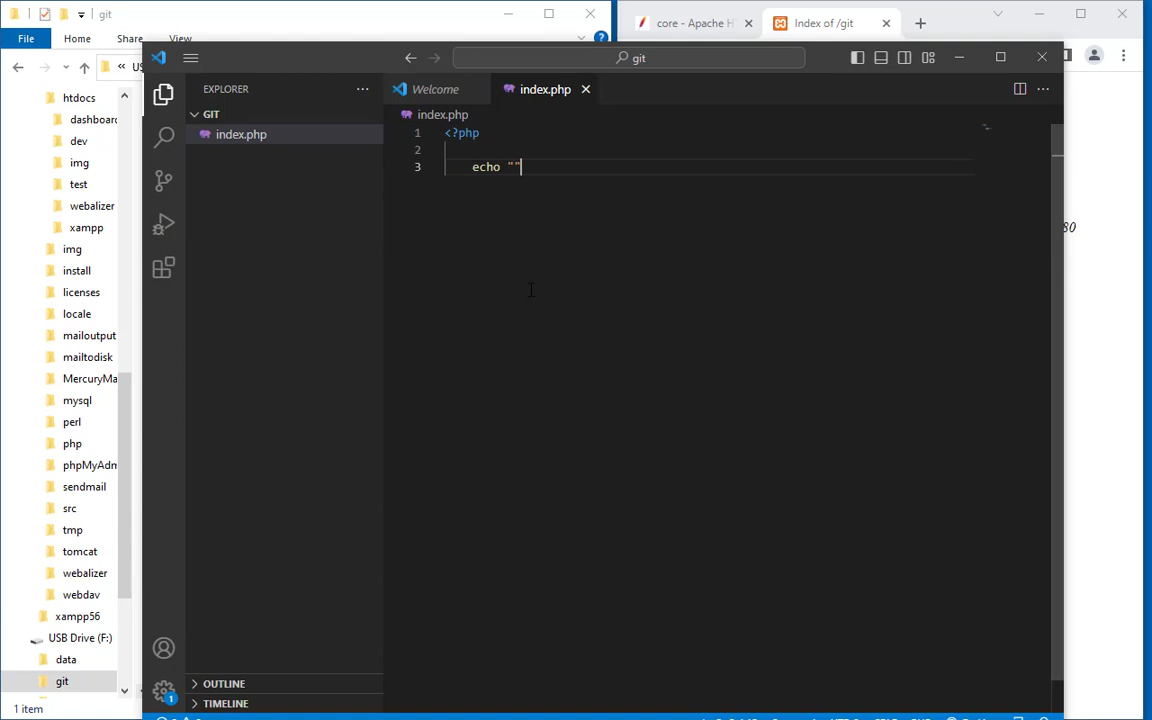 git
core - Apache H
Index of /git
File
Home
Share
View
« US
git
htdocs
dashboard
dev
img
test
webalizer
xampp
img
install
licenses
locale
mailoutput
mailtodisk
MercuryMa
mysql
perl
php
phpMyAdm
sendmail
src
tmp
tomcat
webalizer
webdav
xampp56
USB Drive (F:)
data
git
1 item
EXPLORER
GIT
index.php
OUTLINE
TIMELINE
1
Welcome
index.php
index.php
1 <?php
2
3 echo ""
80